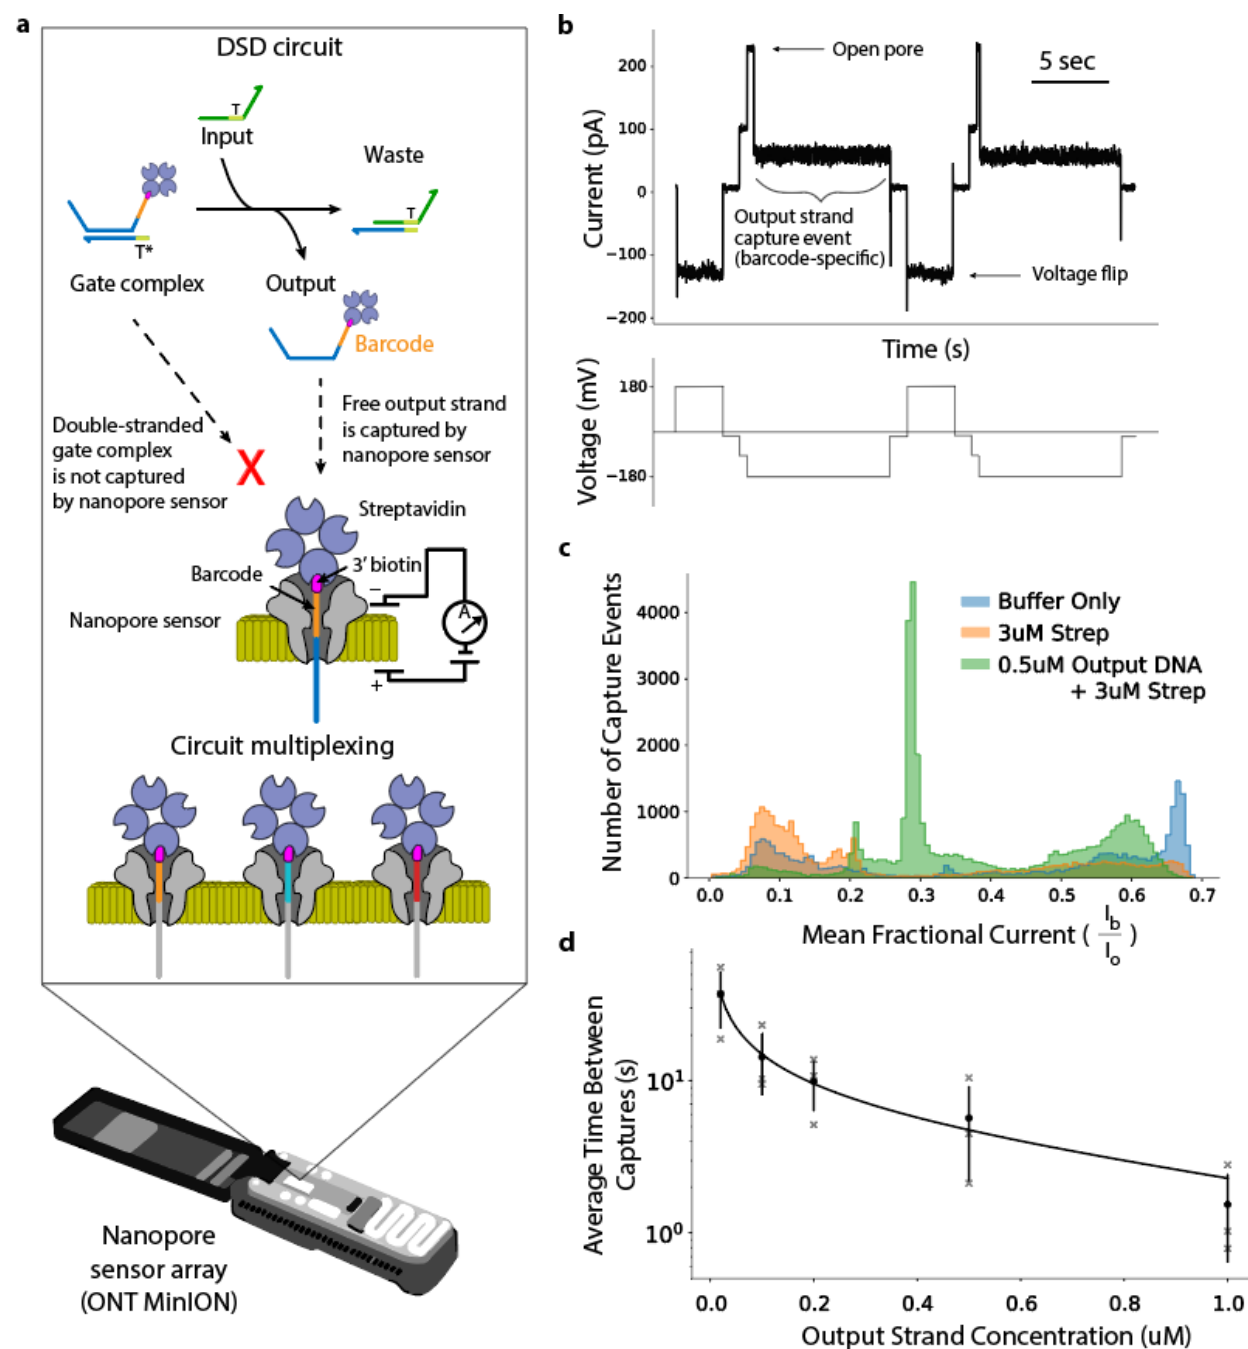 a
DSD circuit
T
Input
Waste
T
T*
Gate complex
Output
Barcode
Double-stranded
gate complex
is not captured
by nanopore sensor
X
Free output strand
is captured by
nanopore sensor
Streptavidin
Barcode
3' biotin
Nanopore sensor
−
A
+
Circuit multiplexing
Nanopore
sensor array
(ONT MinION)
b
Current (pA)
200
100
0
−100
−200
Open pore
5 sec
Output strand
capture event
(barcode-specific)
Voltage flip
Time (s)
Voltage (mV)
180
−180
c
Number of Capture Events
4000
3000
2000
1000
0
Buffer Only
3uM Strep
0.5uM Output DNA
+ 3uM Strep
0.0 0.1 0.2 0.3 0.4 0.5 0.6 0.7
Mean Fractional Current ( Ib / Io )
d
Average Time Between
Captures (s)
10¹
10⁰
0.0 0.2 0.4 0.6 0.8 1.0
Output Strand Concentration (uM)